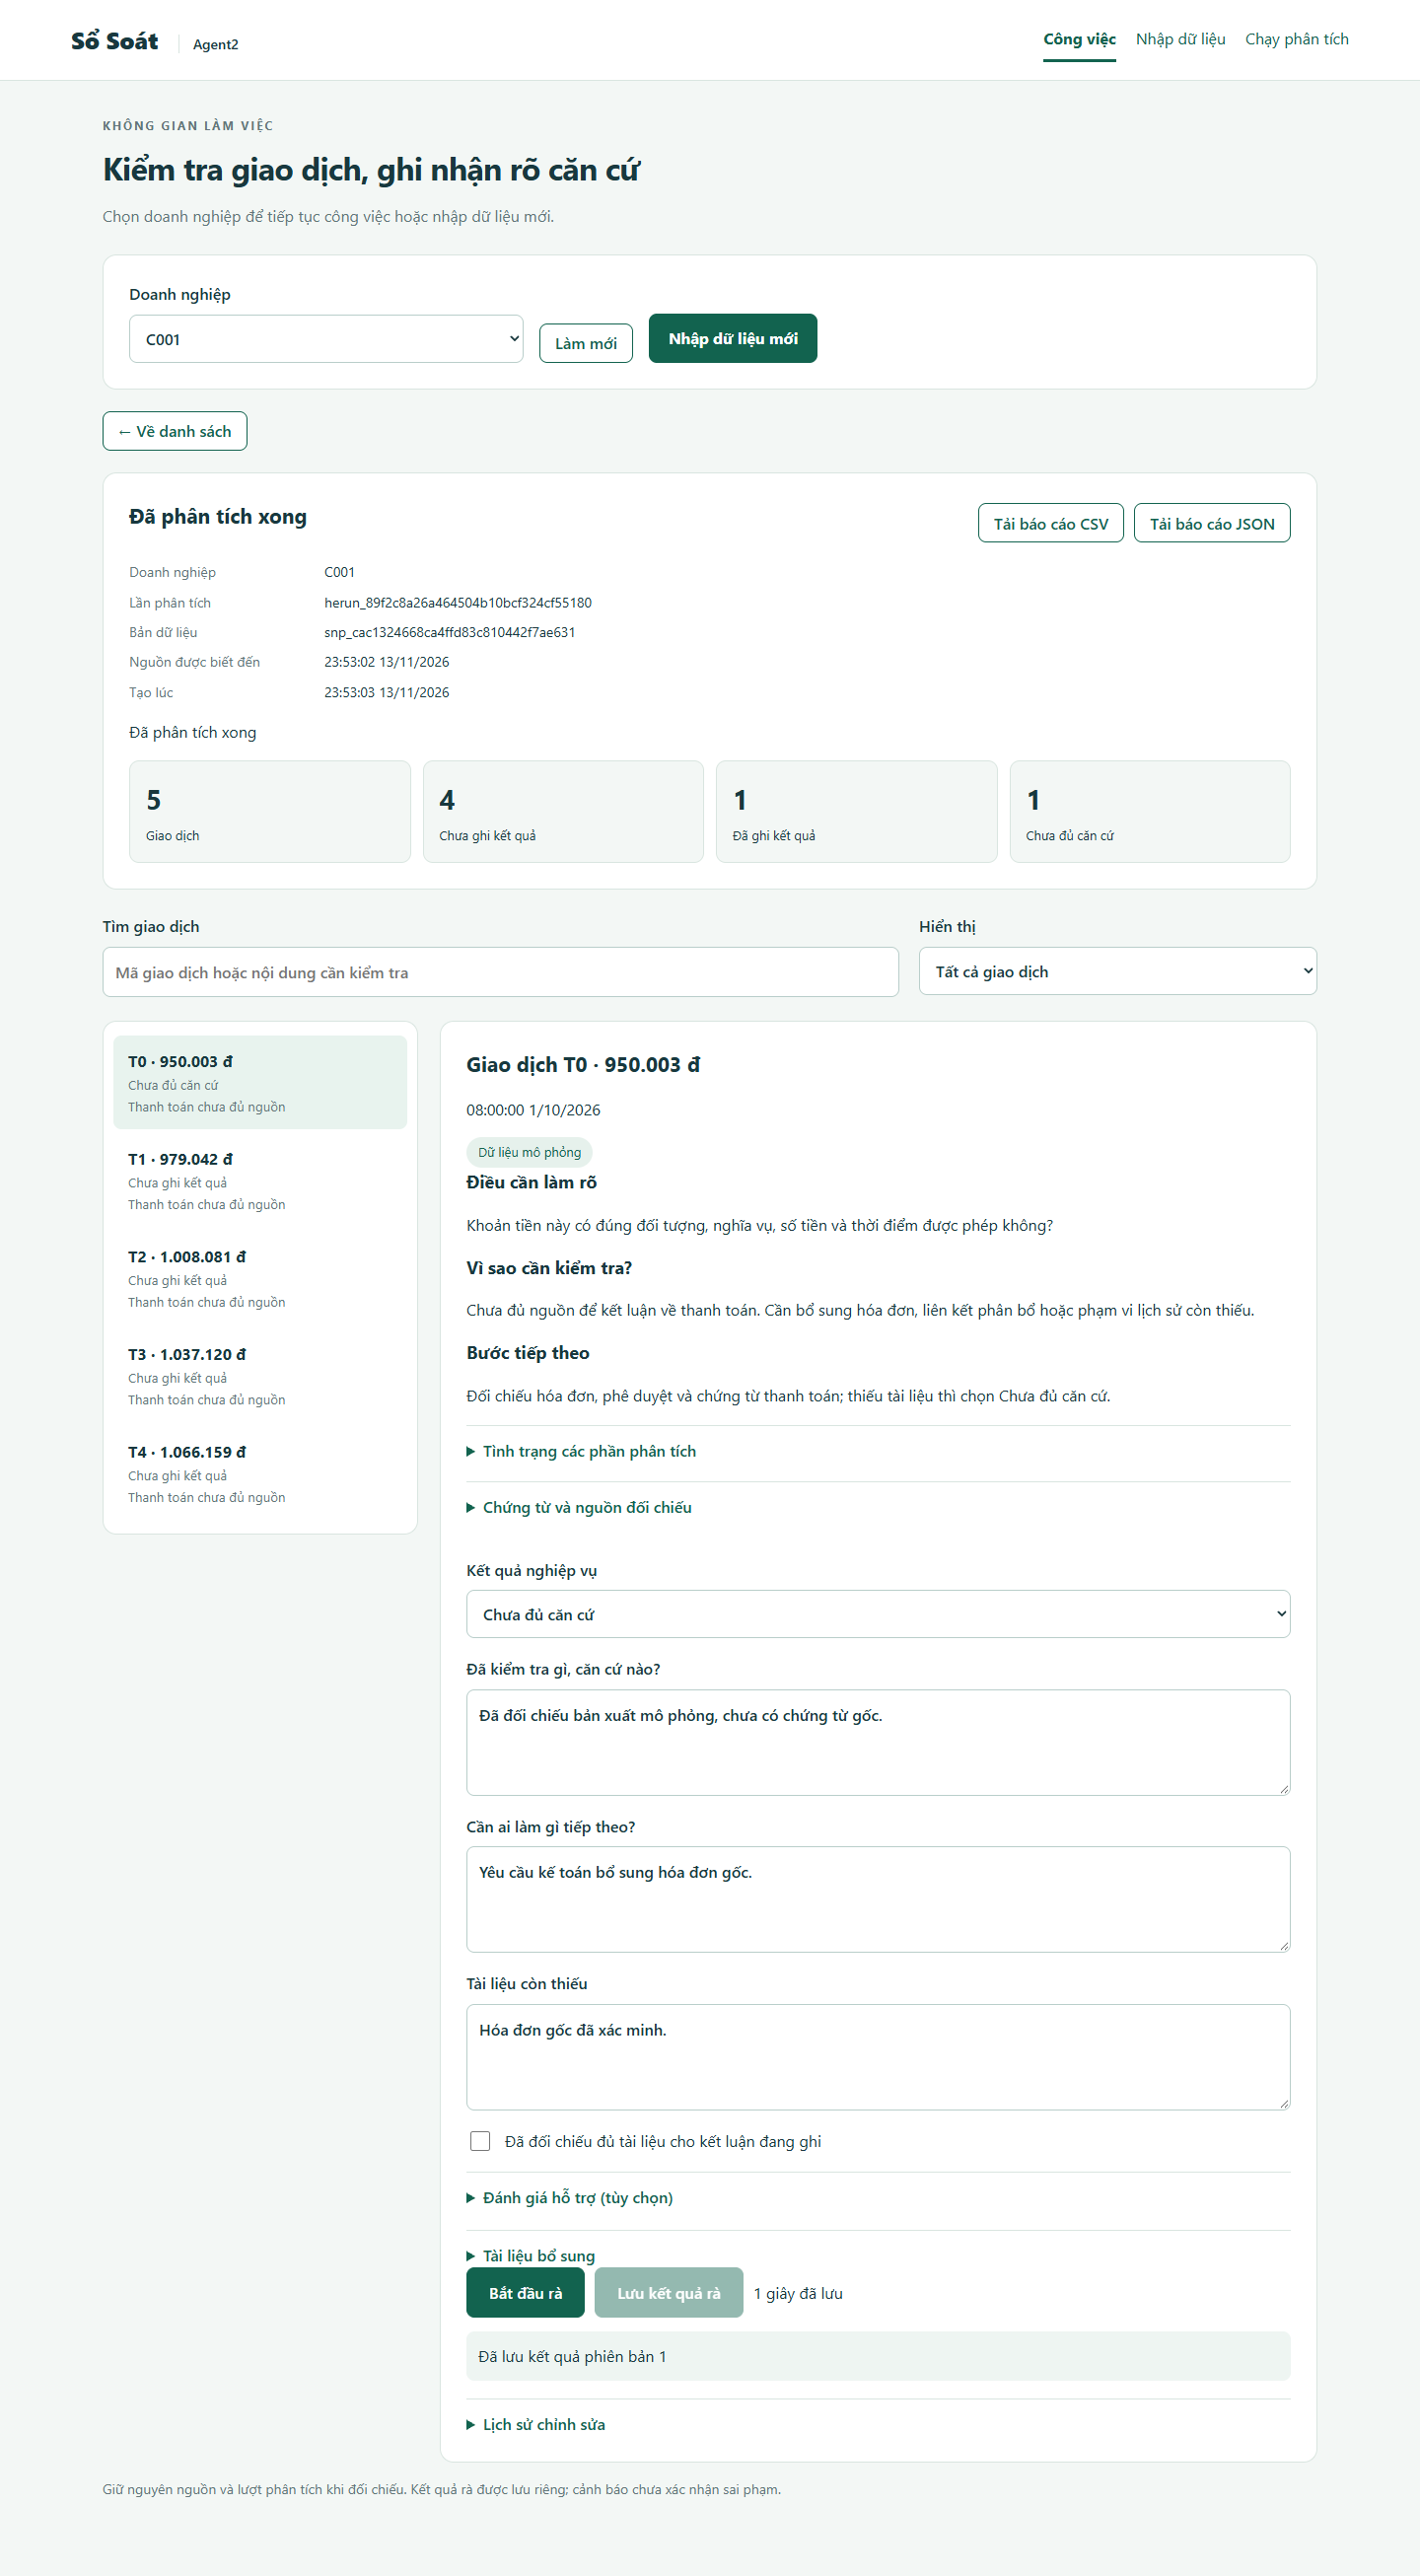 Sổ Soát
Agent2
Công việc
Nhập dữ liệu
Chạy phân tích
KHÔNG GIAN LÀM VIỆC
Kiểm tra giao dịch, ghi nhận rõ căn cứ
Chọn doanh nghiệp để tiếp tục công việc hoặc nhập dữ liệu mới.
Doanh nghiệp
C001
Làm mới
Nhập dữ liệu mới
← Về danh sách
Đã phân tích xong
Tải báo cáo CSV
Tải báo cáo JSON
Doanh nghiệp C001
Lần phân tích herun_89f2c8a26a464504b10bcf324cf55180
Bản dữ liệu snp_cac1324668ca4ffd83c810442f7ae631
Nguồn được biết đến 23:53:02 13/11/2026
Tạo lúc 23:53:03 13/11/2026
Đã phân tích xong
5
Giao dịch
4
Chưa ghi kết quả
1
Đã ghi kết quả
1
Chưa đủ căn cứ
Tìm giao dịch
Mã giao dịch hoặc nội dung cần kiểm tra
Hiển thị
Tất cả giao dịch
T0 · 950.003 đ
Chưa đủ căn cứ
Thanh toán chưa đủ nguồn
T1 · 979.042 đ
Chưa ghi kết quả
Thanh toán chưa đủ nguồn
T2 · 1.008.081 đ
Chưa ghi kết quả
Thanh toán chưa đủ nguồn
T3 · 1.037.120 đ
Chưa ghi kết quả
Thanh toán chưa đủ nguồn
T4 · 1.066.159 đ
Chưa ghi kết quả
Thanh toán chưa đủ nguồn
Giao dịch T0 · 950.003 đ
08:00:00 1/10/2026
Dữ liệu mô phỏng
Điều cần làm rõ
Khoản tiền này có đúng đối tượng, nghĩa vụ, số tiền và thời điểm được phép không?
Vì sao cần kiểm tra?
Chưa đủ nguồn để kết luận về thanh toán. Cần bổ sung hóa đơn, liên kết phân bổ hoặc phạm vi lịch sử còn thiếu.
Bước tiếp theo
Đối chiếu hóa đơn, phê duyệt và chứng từ thanh toán; thiếu tài liệu thì chọn Chưa đủ căn cứ.
▶ Tình trạng các phần phân tích
▶ Chứng từ và nguồn đối chiếu
Kết quả nghiệp vụ
Chưa đủ căn cứ
Đã kiểm tra gì, căn cứ nào?
Đã đối chiếu bản xuất mô phỏng, chưa có chứng từ gốc.
Cần ai làm gì tiếp theo?
Yêu cầu kế toán bổ sung hóa đơn gốc.
Tài liệu còn thiếu
Hóa đơn gốc đã xác minh.
Đã đối chiếu đủ tài liệu cho kết luận đang ghi
▶ Đánh giá hỗ trợ (tùy chọn)
▶ Tài liệu bổ sung
Bắt đầu rà
Lưu kết quả rà
1 giây đã lưu
Đã lưu kết quả phiên bản 1
▶ Lịch sử chỉnh sửa
Giữ nguyên nguồn và lượt phân tích khi đối chiếu. Kết quả rà được lưu riêng; cảnh báo chưa xác nhận sai phạm.